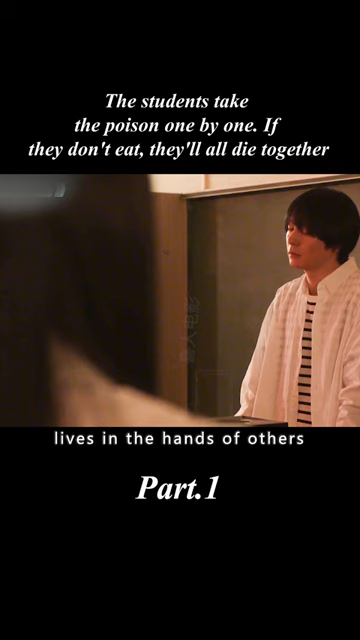 The students take
the poison one by one. If
they don't eat, they'll all die together
lives in the hands of others
Part.1